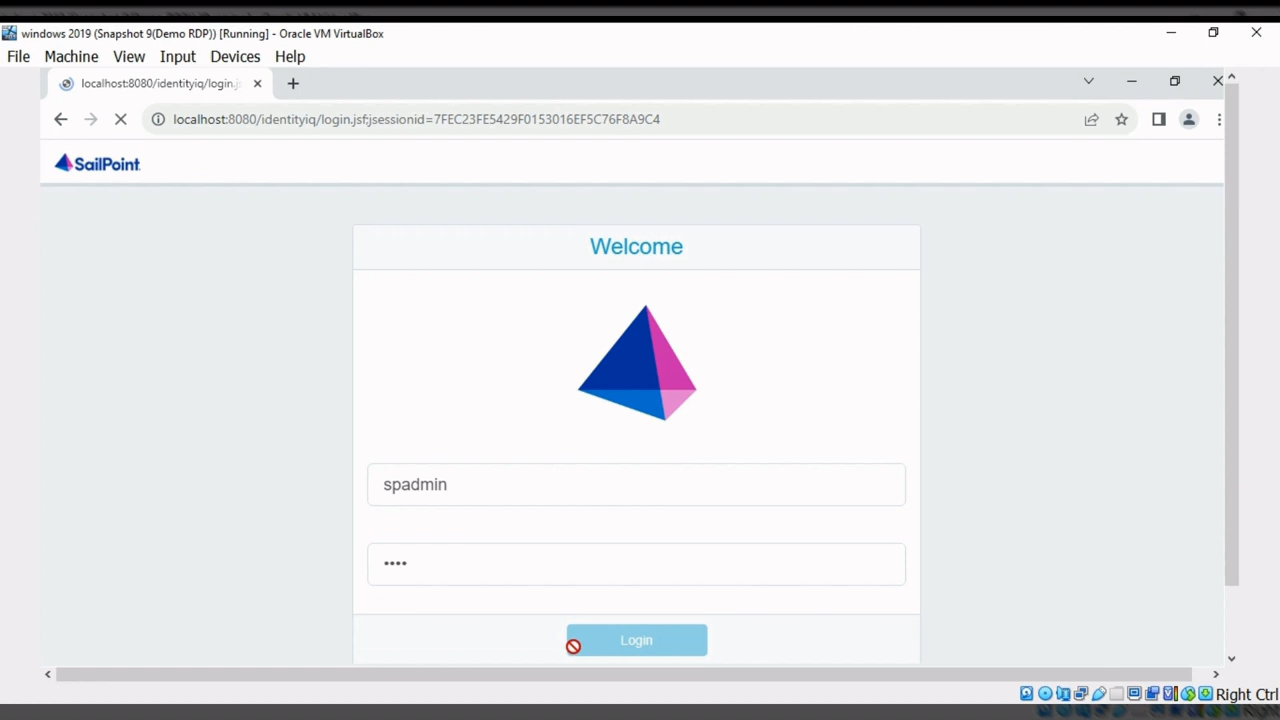 windows 2019 (Snapshot 9(Demo RDP)) [Running] - Oracle VM VirtualBox
File Machine View Input Devices Help
localhost:8080/identityiq/login.js
localhost:8080/identityiq/login.jsf;jsessionid=7FEC23FE5429F0153016EF5C76F8A9C4
SailPoint
Welcome
spadmin
••••
Login
Right Ctrl